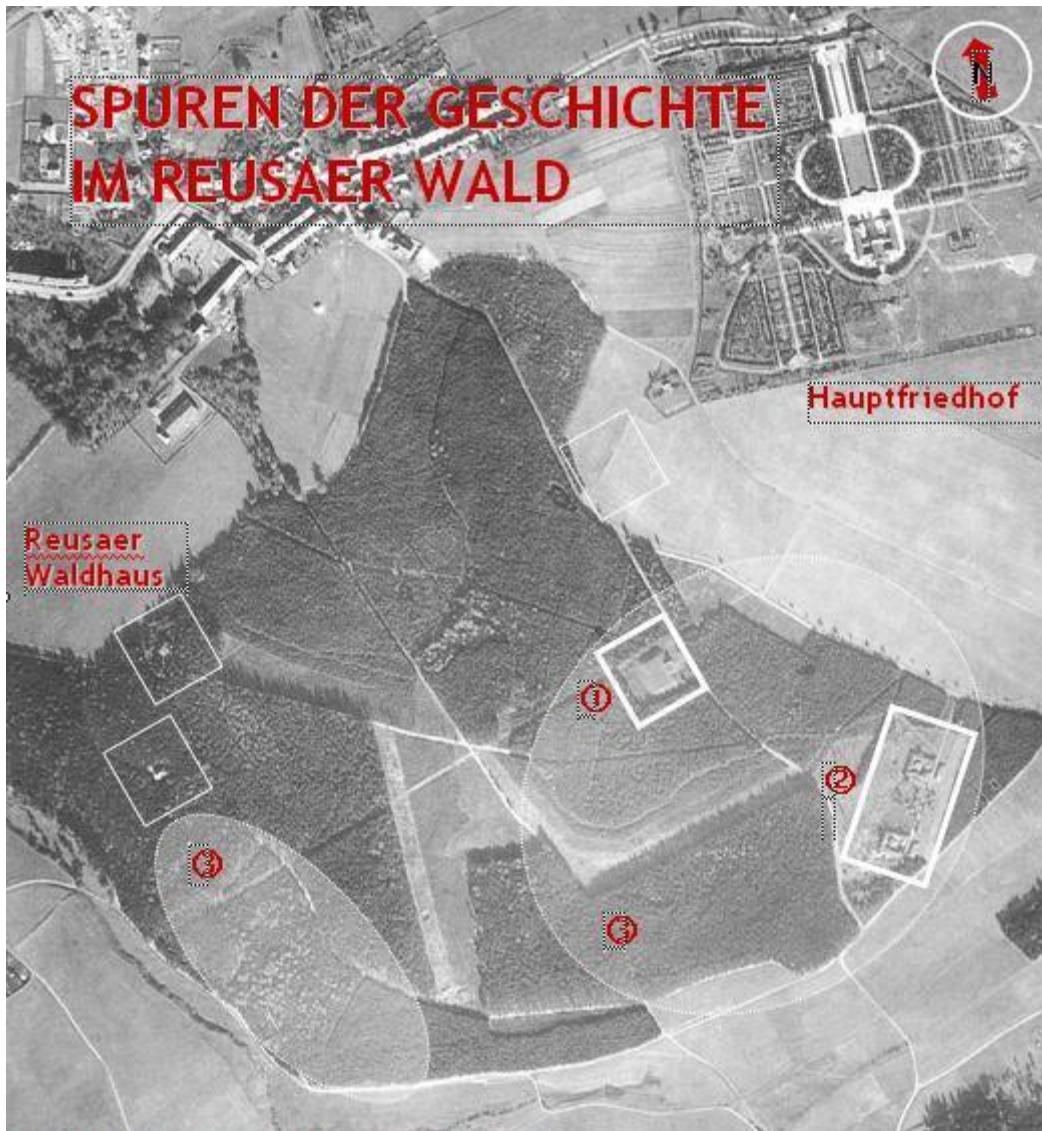 SPUREN DER GESCHICHTE
IM REUSAER WALD
N
Hauptfriedhof
Reusaer
Waldhaus
①
②
③
③